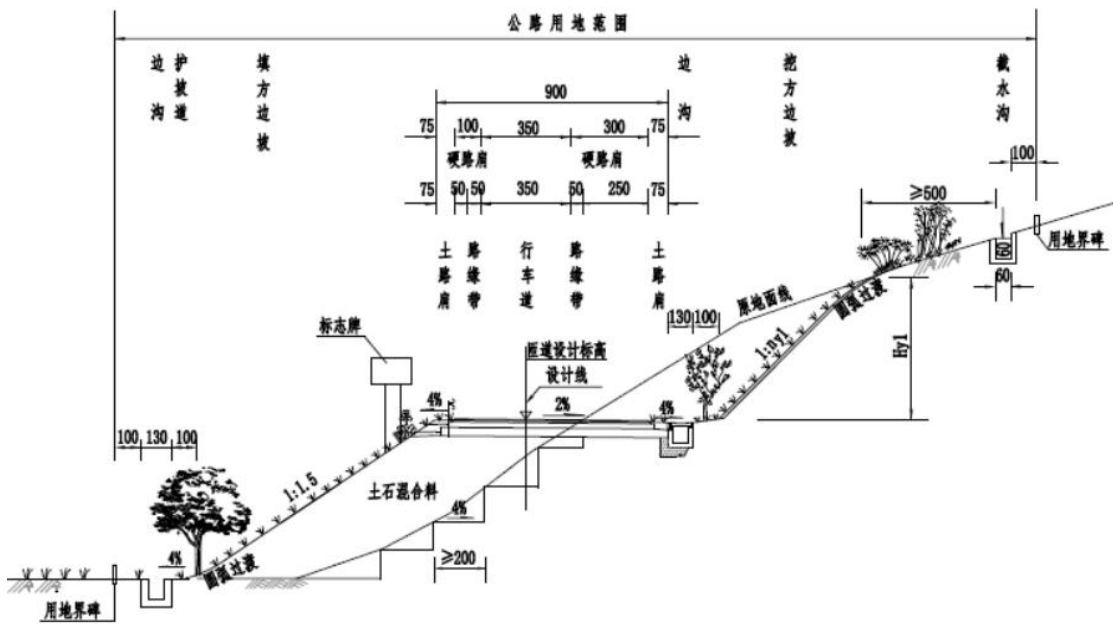 公路用地范围
边沟
护坡道
填方边坡
边沟
挖方边坡
截水沟
900
75 100 350 300 75
硬路肩 硬路肩
75 50 50 350 50 250 75
土路肩
路缘带
行车道
路缘带
土路肩
100
≥500
用地界碑
60
60
原地面线
圆弧过渡
130 100
1:ny1
Hy1
标志牌
匝道设计标高
设计线
4%
2%
4%
100 130 100
1:1.5
土石混合料
4%
≥200
4%
圆弧过渡
用地界碑